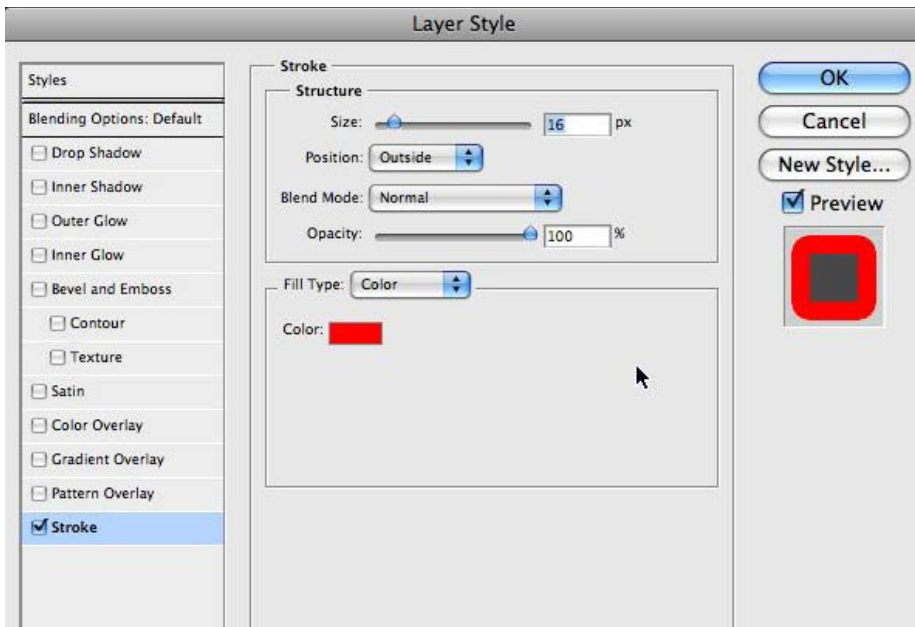 Layer Style
Styles
Blending Options: Default
Drop Shadow
Inner Shadow
Outer Glow
Inner Glow
Bevel and Emboss
Contour
Texture
Satin
Color Overlay
Gradient Overlay
Pattern Overlay
Stroke
Stroke
Structure
Size: 16 px
Position: Outside
Blend Mode: Normal
Opacity: 100 %
Fill Type: Color
Color:
OK
Cancel
New Style...
Preview